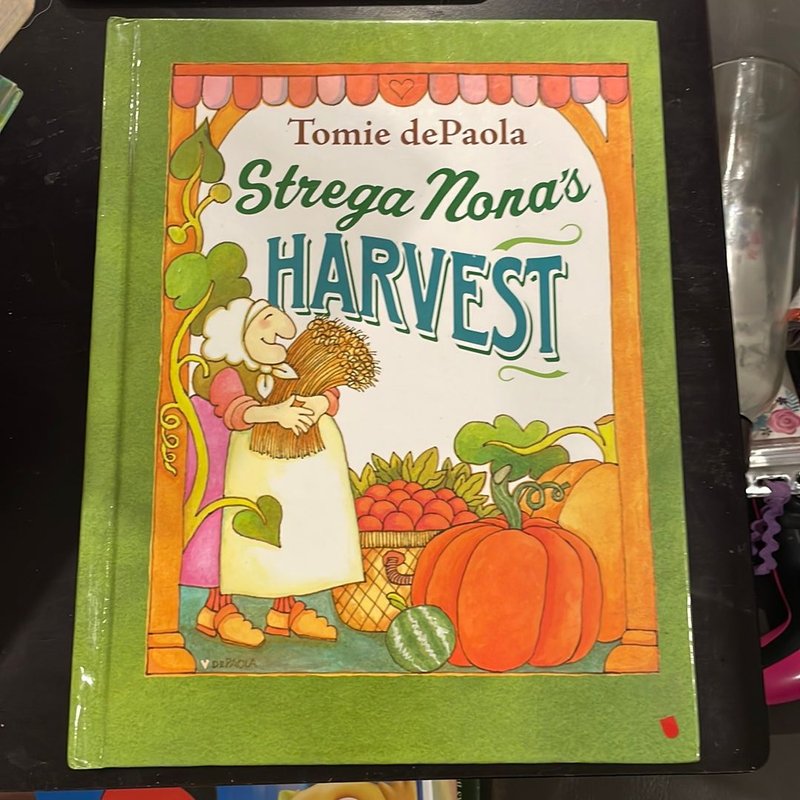 Tomie dePaola
Strega Nona's
HARVEST
DEPAOLA